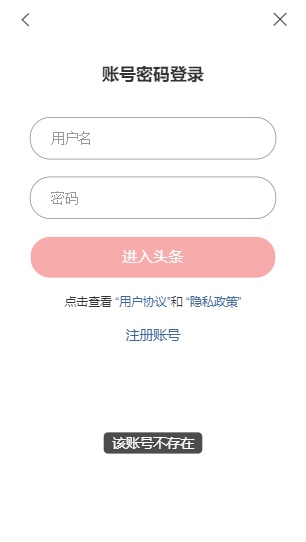 账号密码登录
用户名
密码
进入头条
点击查看 “用户协议”和 “隐私政策”
注册账号
该账号不存在